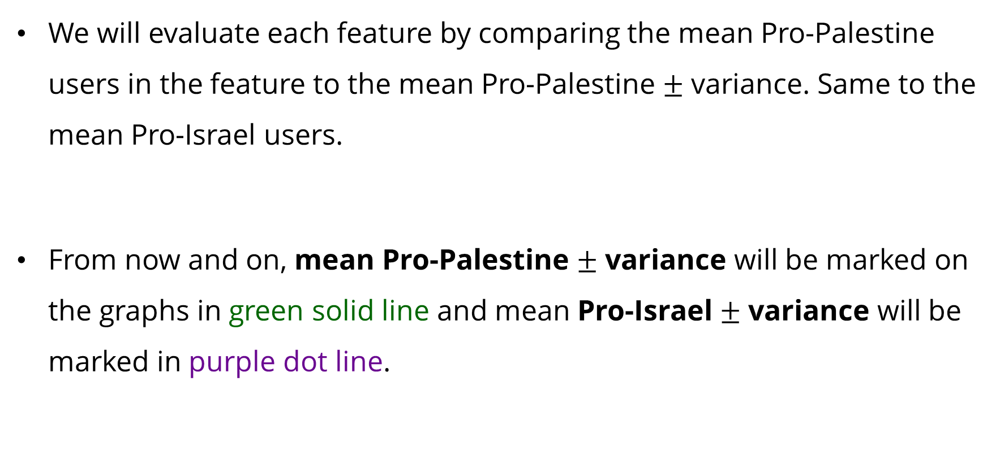 • We will evaluate each feature by comparing the mean Pro-Palestine
users in the feature to the mean Pro-Palestine ± variance. Same to the
mean Pro-Israel users.
• From now and on, mean Pro-Palestine ± variance will be marked on
the graphs in green solid line and mean Pro-Israel ± variance will be
marked in purple dot line.